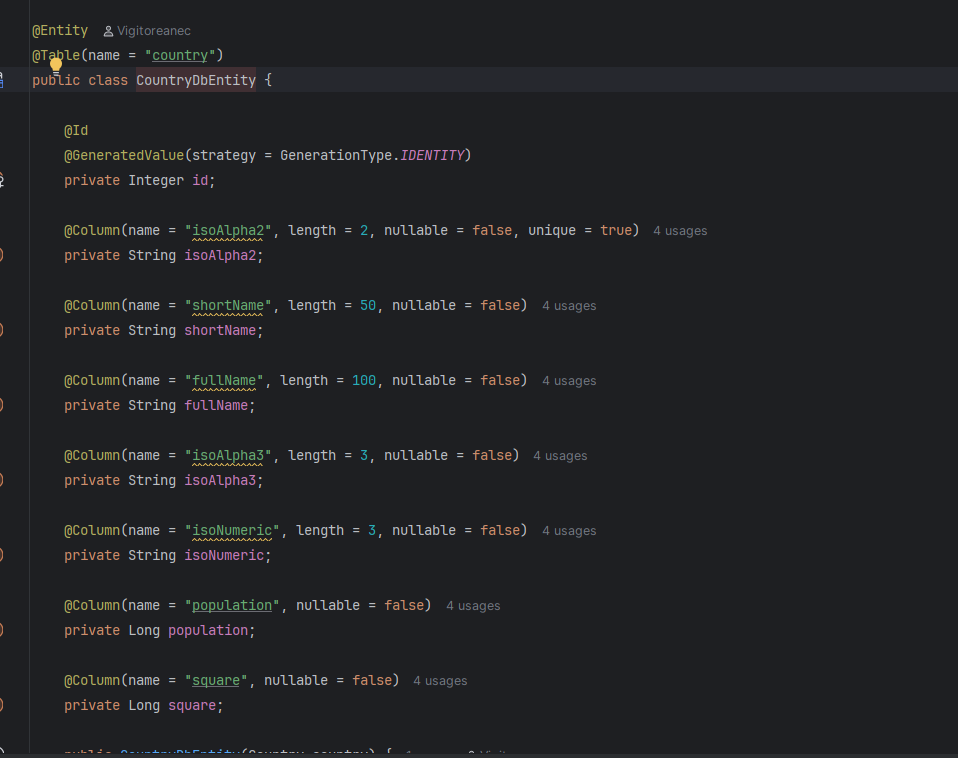 @Entity Vigitoreanec
@Table(name = "country")
public class CountryDbEntity {
@Id
@GeneratedValue(strategy = GenerationType.IDENTITY)
private Integer id;
@Column(name = "isoAlpha2", length = 2, nullable = false, unique = true) 4 usages
private String isoAlpha2;
@Column(name = "shortName", length = 50, nullable = false) 4 usages
private String shortName;
@Column(name = "fullName", length = 100, nullable = false) 4 usages
private String fullName;
@Column(name = "isoAlpha3", length = 3, nullable = false) 4 usages
private String isoAlpha3;
@Column(name = "isoNumeric", length = 3, nullable = false) 4 usages
private String isoNumeric;
@Column(name = "population", nullable = false) 4 usages
private Long population;
@Column(name = "square", nullable = false) 4 usages
private Long square;
public CountryDbEntity(Country country) {